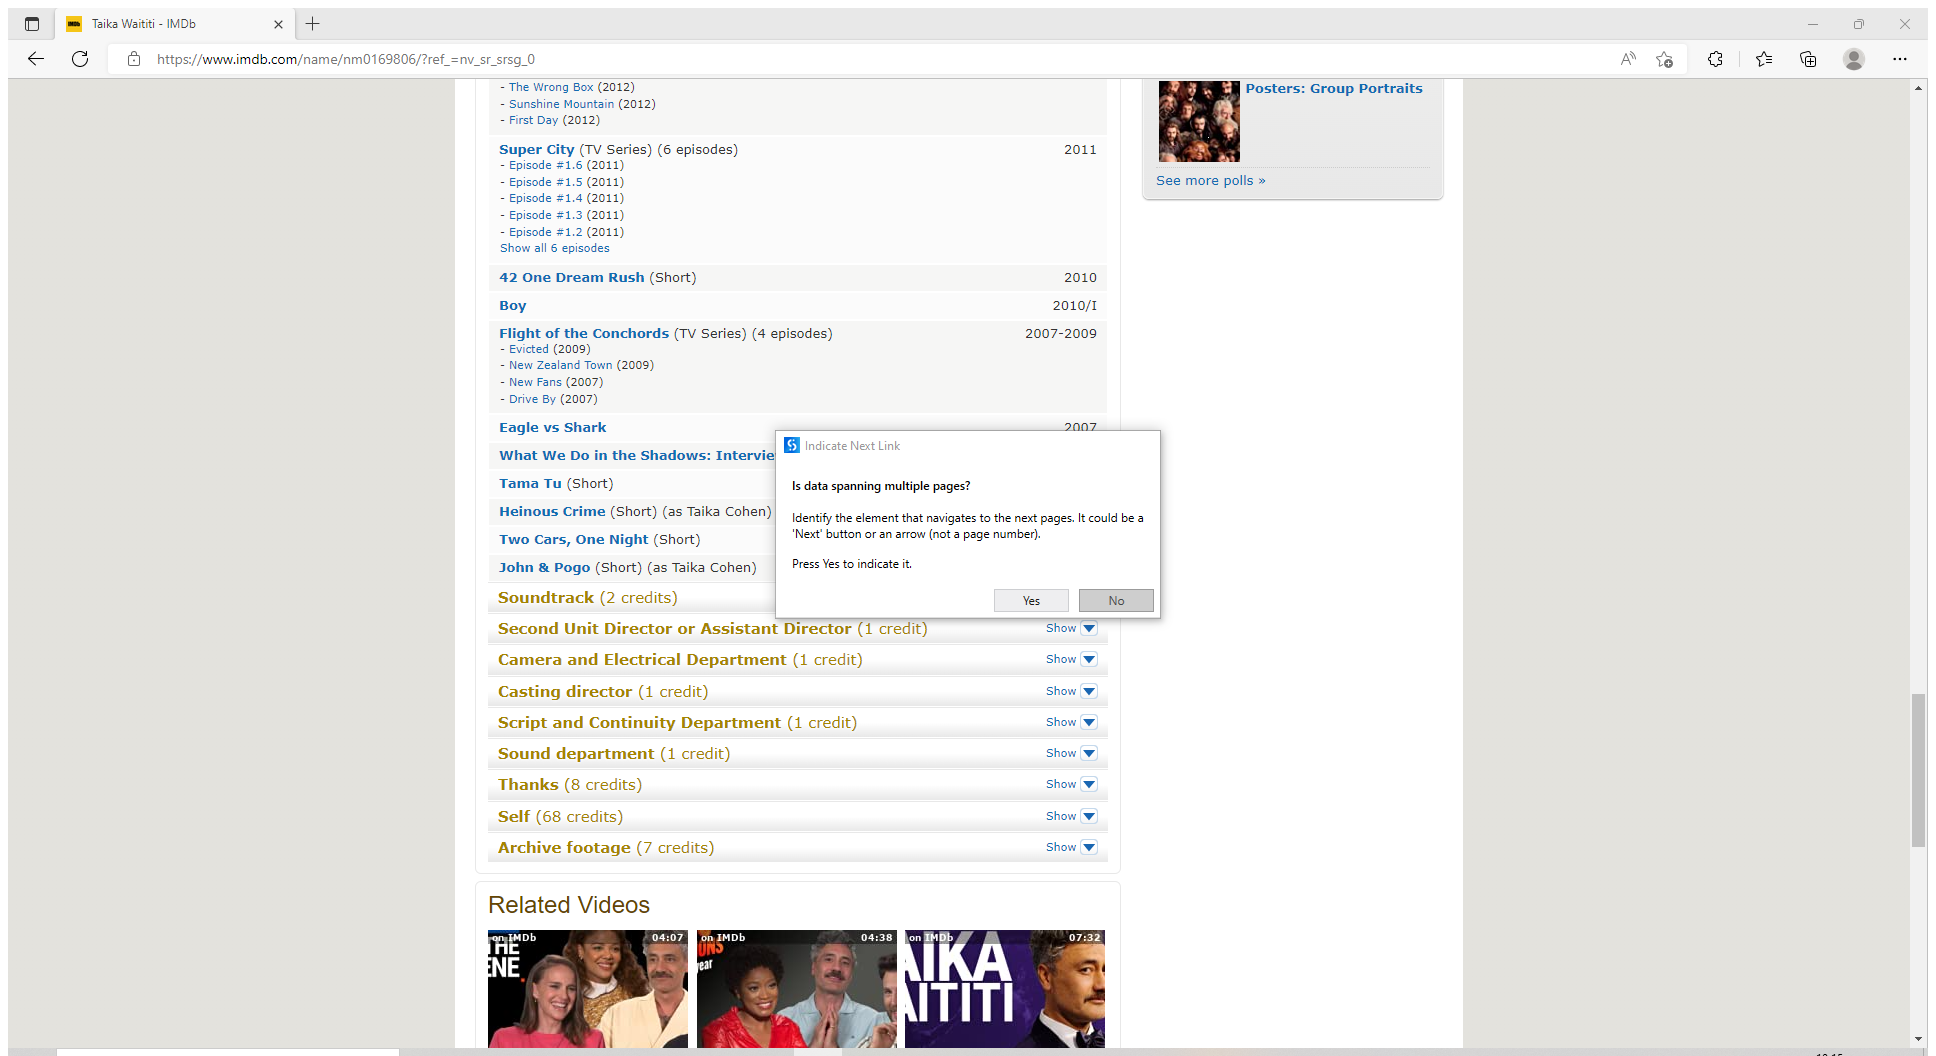 Taika Waititi - IMDb
https://www.imdb.com/name/nm0169806/?ref_=nv_sr_srsg_0
- The Wrong Box (2012)
- Sunshine Mountain (2012)
- First Day (2012)
Super City (TV Series) (6 episodes) 2011
- Episode #1.6 (2011)
- Episode #1.5 (2011)
- Episode #1.4 (2011)
- Episode #1.3 (2011)
- Episode #1.2 (2011)
Show all 6 episodes
42 One Dream Rush (Short) 2010
Boy 2010/I
Flight of the Conchords (TV Series) (4 episodes) 2007-2009
- Evicted (2009)
- New Zealand Town (2009)
- New Fans (2007)
- Drive By (2007)
Eagle vs Shark 2007
What We Do in the Shadows:
Tama Tu (Short)
Heinous Crime (Short) (as Taika Cohen)
Two Cars, One Night (Short)
John & Pogo (Short) (as Taika Cohen)
Soundtrack (2 credits)
Second Unit Director or Assistant Director (1 credit) Show
Camera and Electrical Department (1 credit) Show
Casting director (1 credit) Show
Script and Continuity Department (1 credit) Show
Sound department (1 credit) Show
Thanks (8 credits) Show
Self (68 credits) Show
Archive footage (7 credits) Show
Posters: Group Portraits
See more polls »
Indicate Next Link
Is data spanning multiple pages?
Identify the element that navigates to the next pages. It could be a
'Next' button or an arrow (not a page number).
Press Yes to indicate it.
Yes No
Related Videos
on IMDb 04:07
THE
on IMDb 04:38
year
on IMDb 07:32